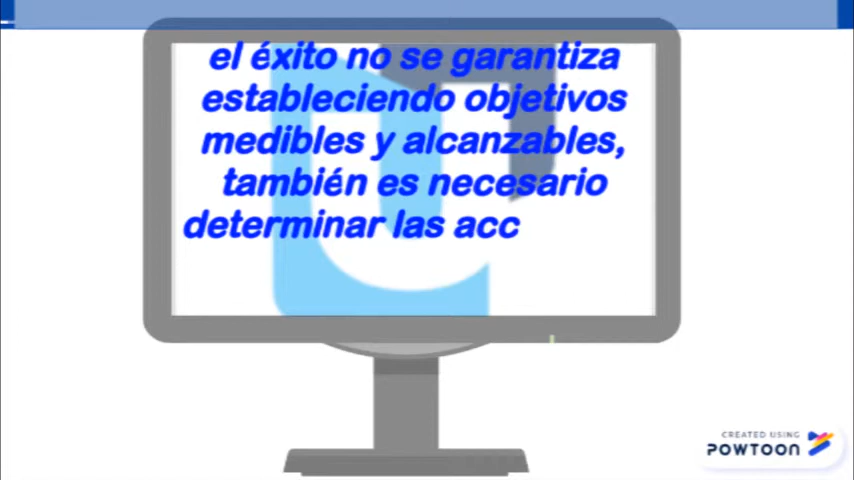 el éxito no se garantiza
estableciendo objetivos
medibles y alcanzables,
también es necesario
determinar las acc
CREATED USING
POWTOON